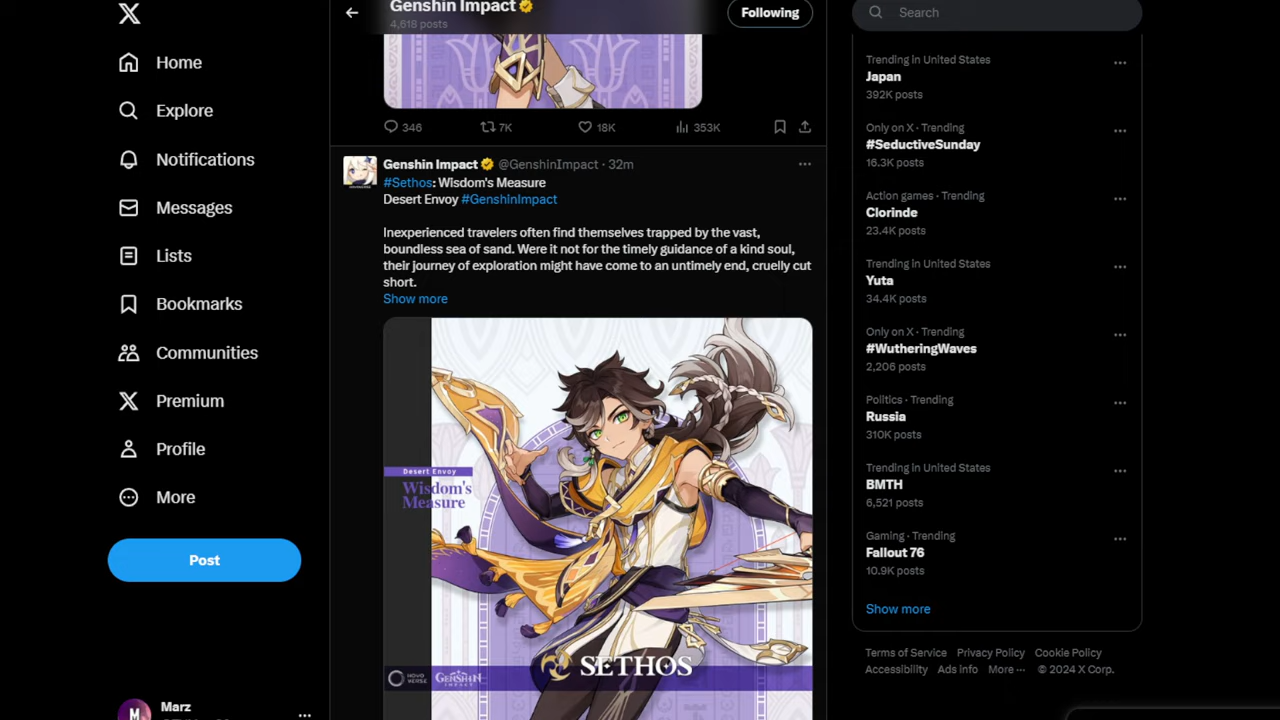 Home
Explore
Notifications
Messages
Lists
Bookmarks
Communities
Premium
Profile
More
Post
Marz
M
Genshin Impact
4,618 posts
Following
346 7K 18K 353K
Genshin Impact @GenshinImpact · 32m
#Sethos: Wisdom's Measure
Desert Envoy #GenshinImpact
Inexperienced travelers often find themselves trapped by the vast,
boundless sea of sand. Were it not for the timely guidance of a kind soul,
their journey of exploration might have come to an untimely end, cruelly cut
short.
Show more
Desert Envoy
Wisdom's
Measure
SETHOS
HOYO
VERSE
GENSHIN
IMPACT
Search
Trending in United States
Japan
392K posts
Only on X · Trending
#SeductiveSunday
16.3K posts
Action games · Trending
Clorinde
23.4K posts
Trending in United States
Yuta
34.4K posts
Only on X · Trending
#WutheringWaves
2,206 posts
Politics · Trending
Russia
310K posts
Trending in United States
BMTH
6,521 posts
Gaming · Trending
Fallout 76
10.9K posts
Show more
Terms of Service Privacy Policy Cookie Policy
Accessibility Ads info More ··· © 2024 X Corp.